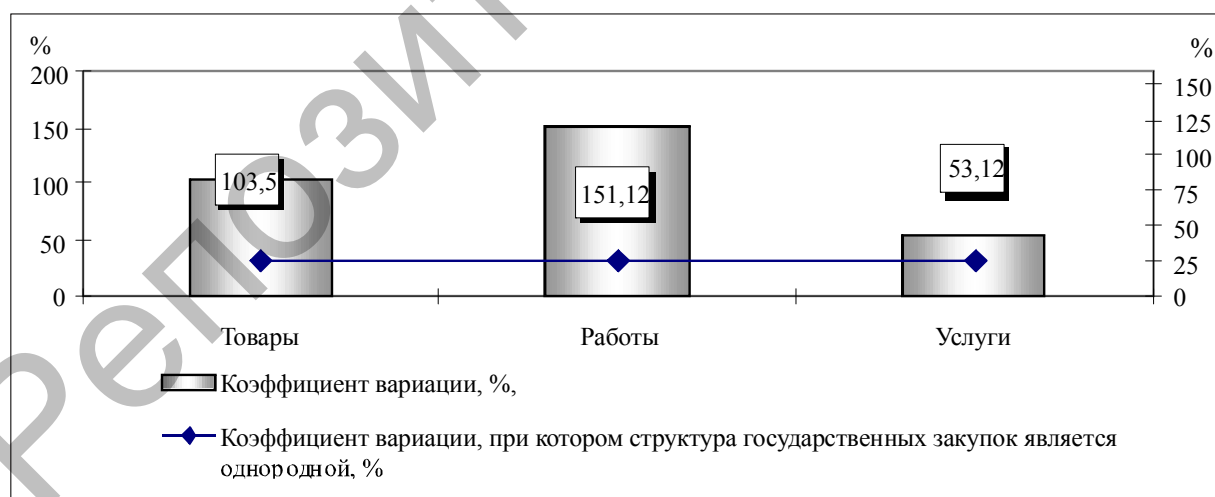 %
%
200
150
100
50
0
150
125
100
75
50
25
0
103,5
151,12
53,12
Товары
Работы
Услуги
Коэффициент вариации, %,
Коэффициент вариации, при котором структура государственных закупок является
однородной, %
Репозит